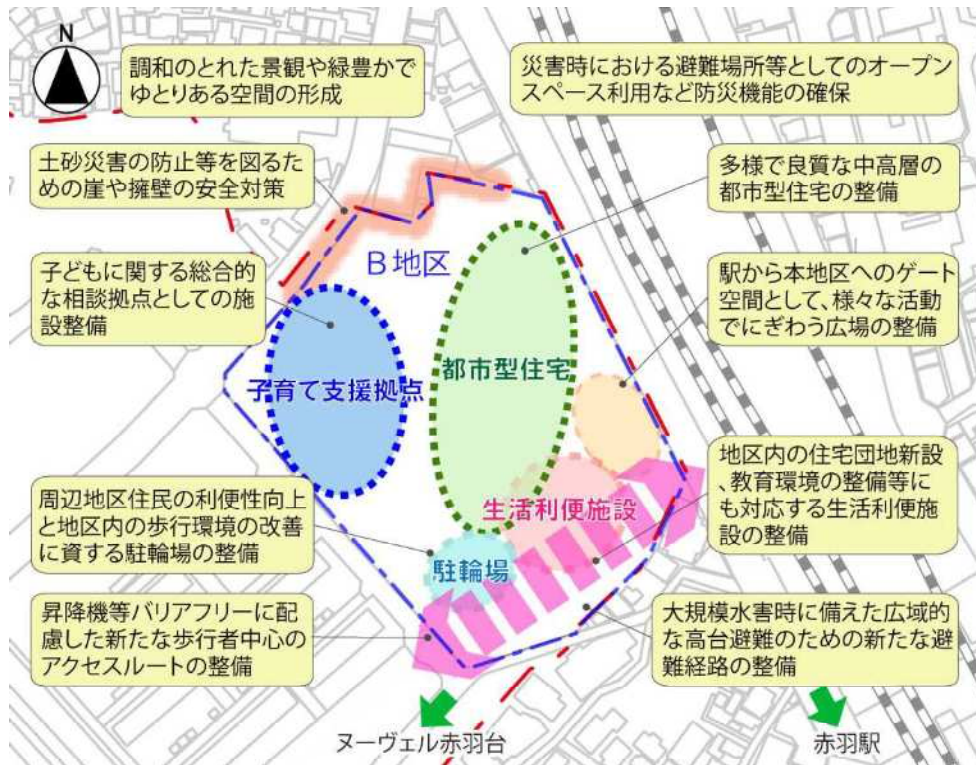 N
調和のとれた景観や緑豊かで
ゆとりある空間の形成
災害時における避難場所等としてのオープン
スペース利用など防災機能の確保
土砂災害の防止等を図るた
めの崖や擁壁の安全対策
多様で良質な中高層の
都市型住宅の整備
B地区
子どもに関する総合的
な相談拠点としての施
設整備
駅から本地区へのゲート
空間として、様々な活動
でにぎわう広場の整備
子育て支援拠点
都市型住宅
周辺地区住民の利便性向上
と地区内の歩行環境の改善
に資する駐輪場の整備
生活利便施設
地区内の住宅団地新設
、教育環境の整備等に
も対応する生活利便施
設の整備
駐輪場
昇降機等バリアフリーに配
慮した新たな歩行者中心の
アクセスルートの整備
大規模水害時に備えた広域的
な高台避難のための新たな避
難経路の整備
ヌーヴェル赤羽台
赤羽駅